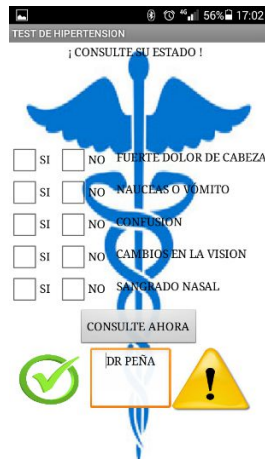 56% 17:02
TEST DE HIPERTENSION
¡ CONSULTE SU ESTADO !
SI NO FUERTE DOLOR DE CABEZA
SI NO NAUCEAS O VÓMITO
SI NO CONFUSION
SI NO CAMBIOS EN LA VISION
SI NO SANGRADO NASAL
CONSULTE AHORA
DR PEÑA